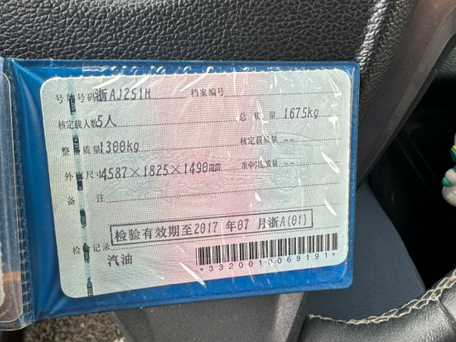 号牌号码 浙AJ251H 档案编号
核定载人数 5人 总质量 1675kg
整备质量 1300kg 核定载质量 --
外廓尺寸 4587×1825×1490mm 准牵引总质量 --
备注
检验有效期至2017 年07 月浙A(01)
检验记录
汽油